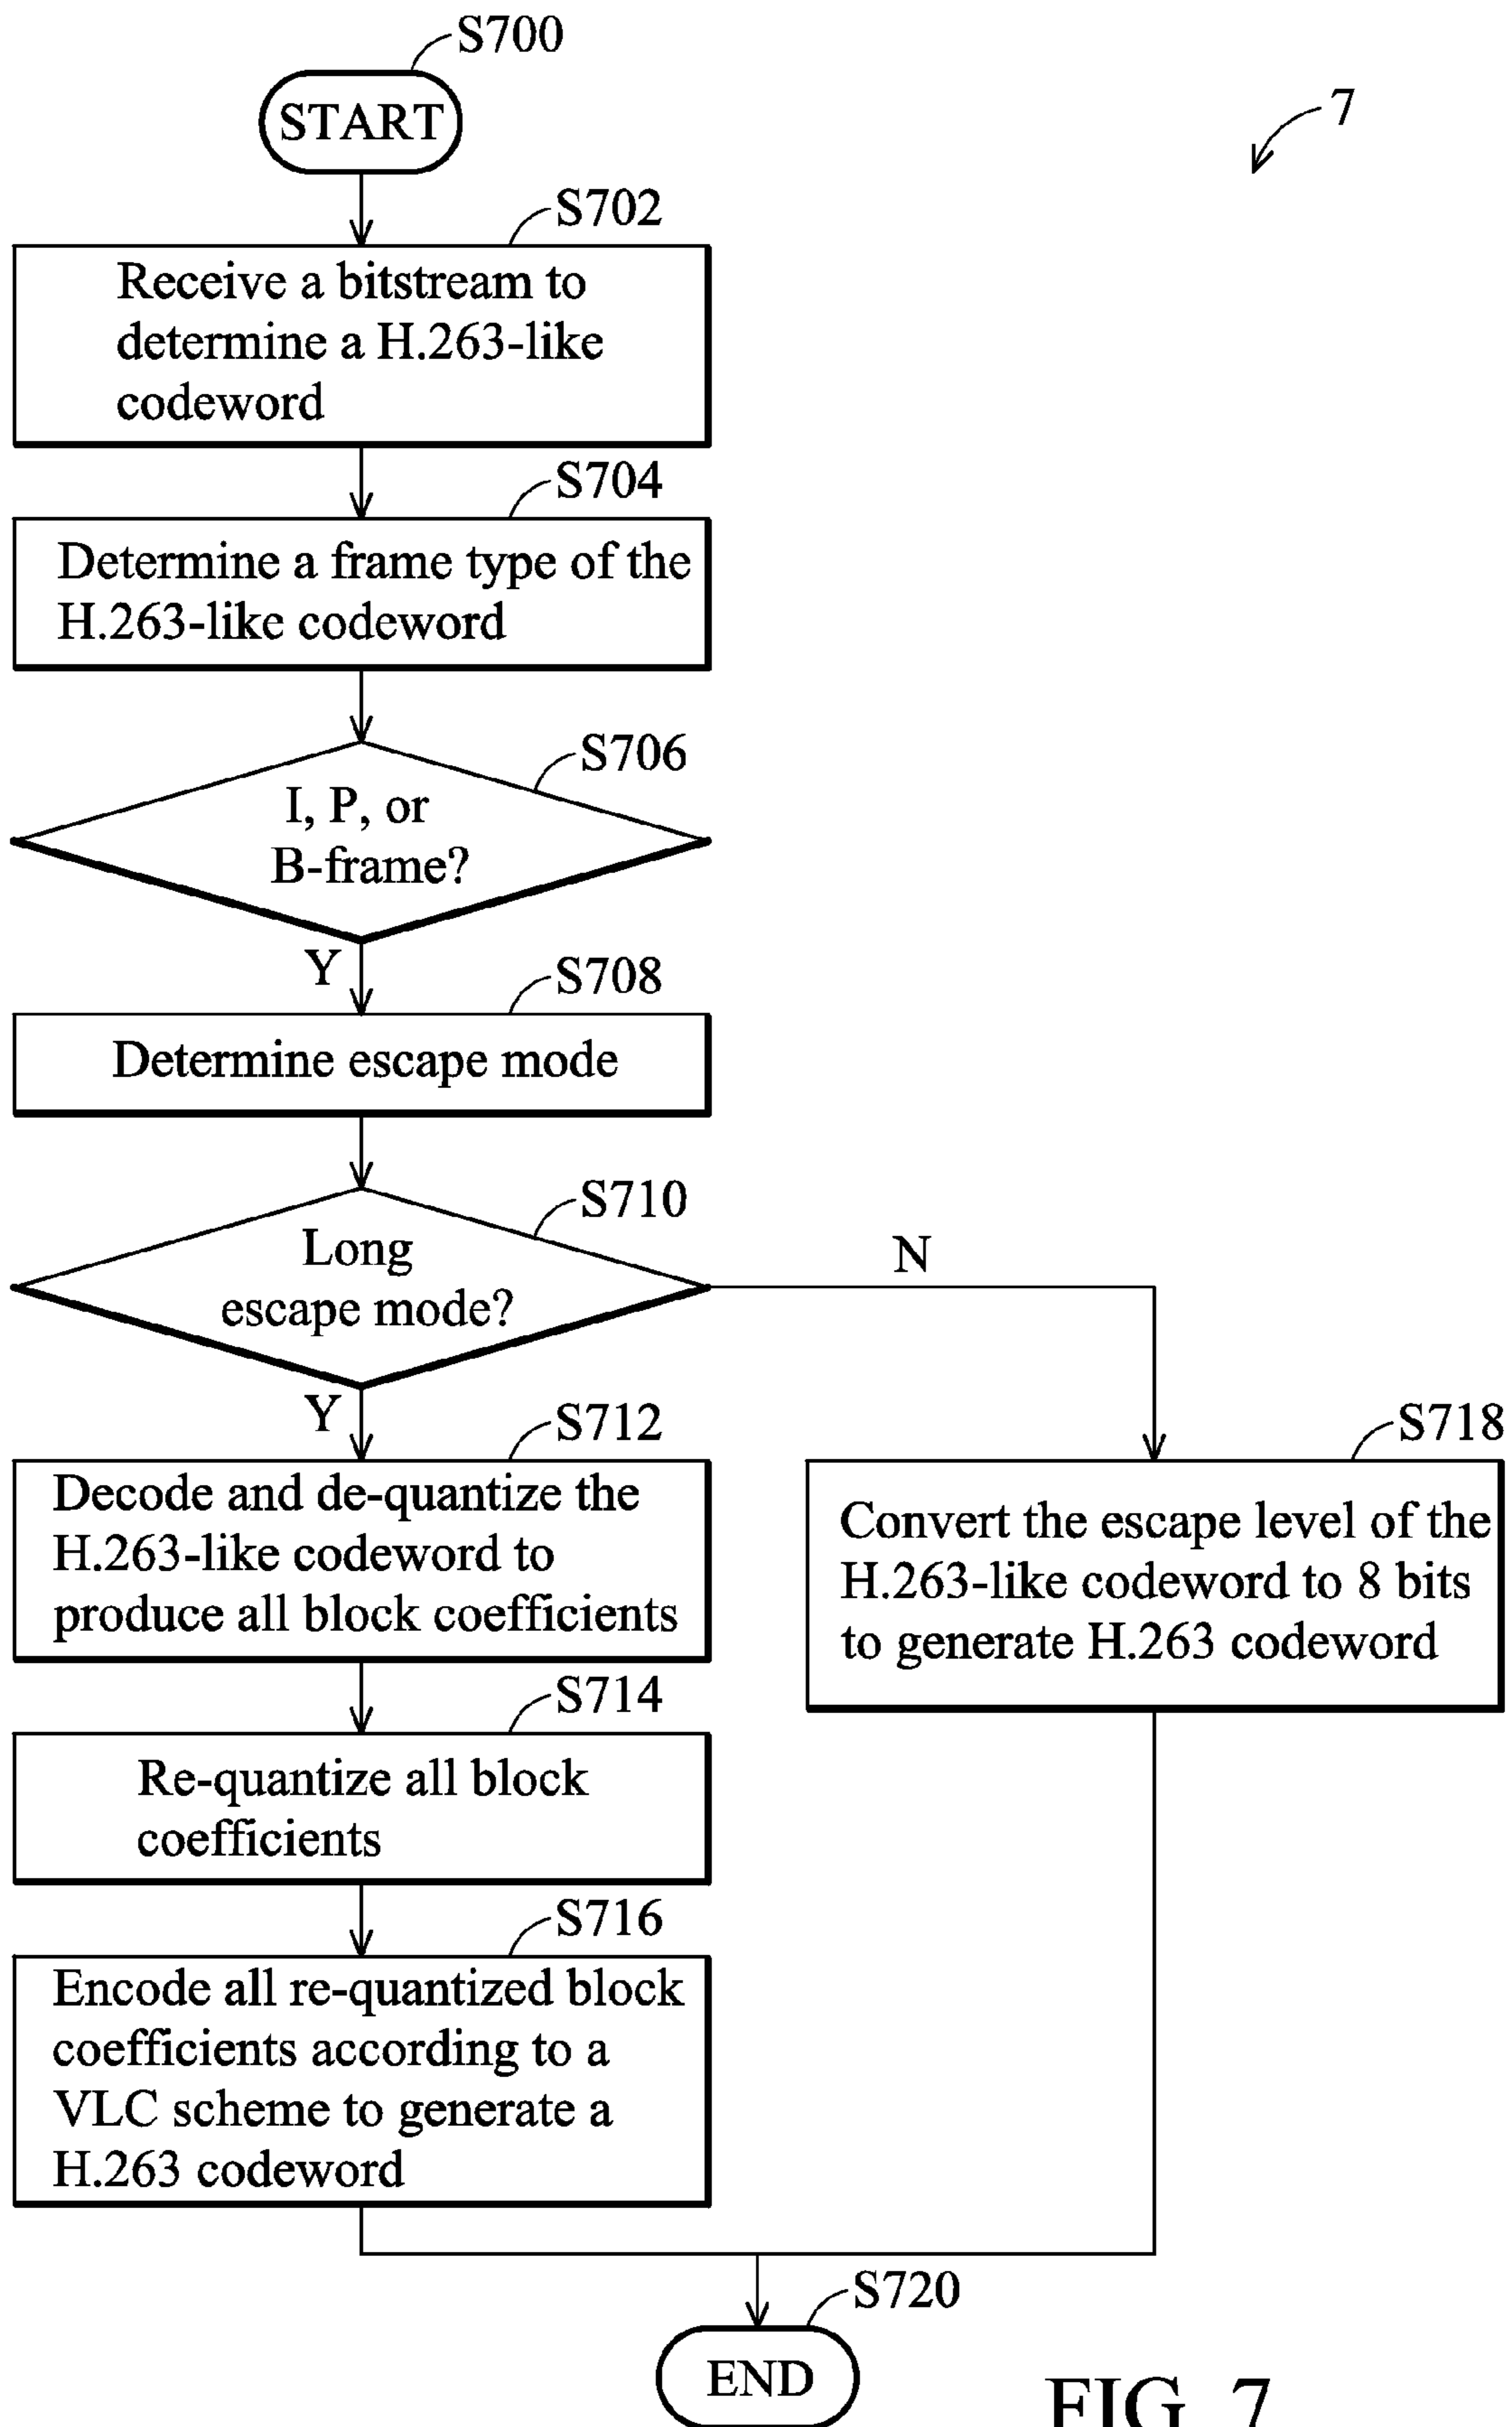 S700
START
7
S702
Receive a bitstream to
determine a H.263-like
codeword
S704
Determine a frame type of the
H.263-like codeword
S706
I, P, or
B-frame?
Y
S708
Determine escape mode
S710
Long
escape mode?
N
Y
S712
Decode and de-quantize the
H.263-like codeword to
produce all block coefficients
S718
Convert the escape level of the
H.263-like codeword to 8 bits
to generate H.263 codeword
S714
Re-quantize all block
coefficients
S716
Encode all re-quantized block
coefficients according to a
VLC scheme to generate a
H.263 codeword
S720
END
FIG. 7